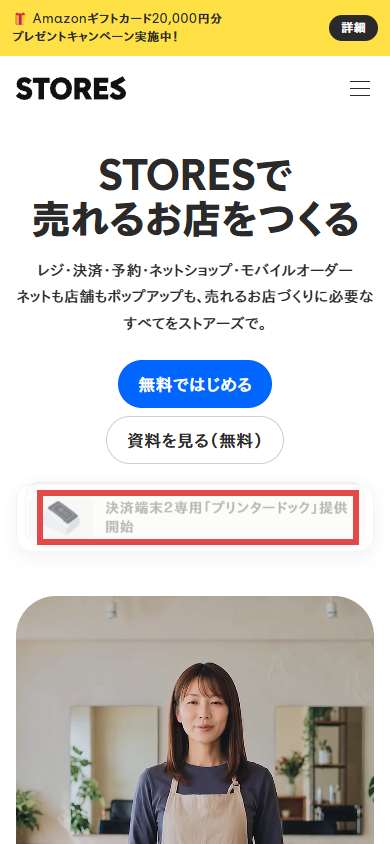 Amazonギフトカード20,000円分
プレゼントキャンペーン実施中!
詳細
STORES
STORESで
売れるお店をつくる
レジ・決済・予約・ネットショップ・モバイルオーダー
ネットも店舗もポップアップも、売れるお店づくりに必要な
すべてをストアーズで。
無料ではじめる
資料を見る(無料)
決済端末2専用「プリンタードック」提供
開始